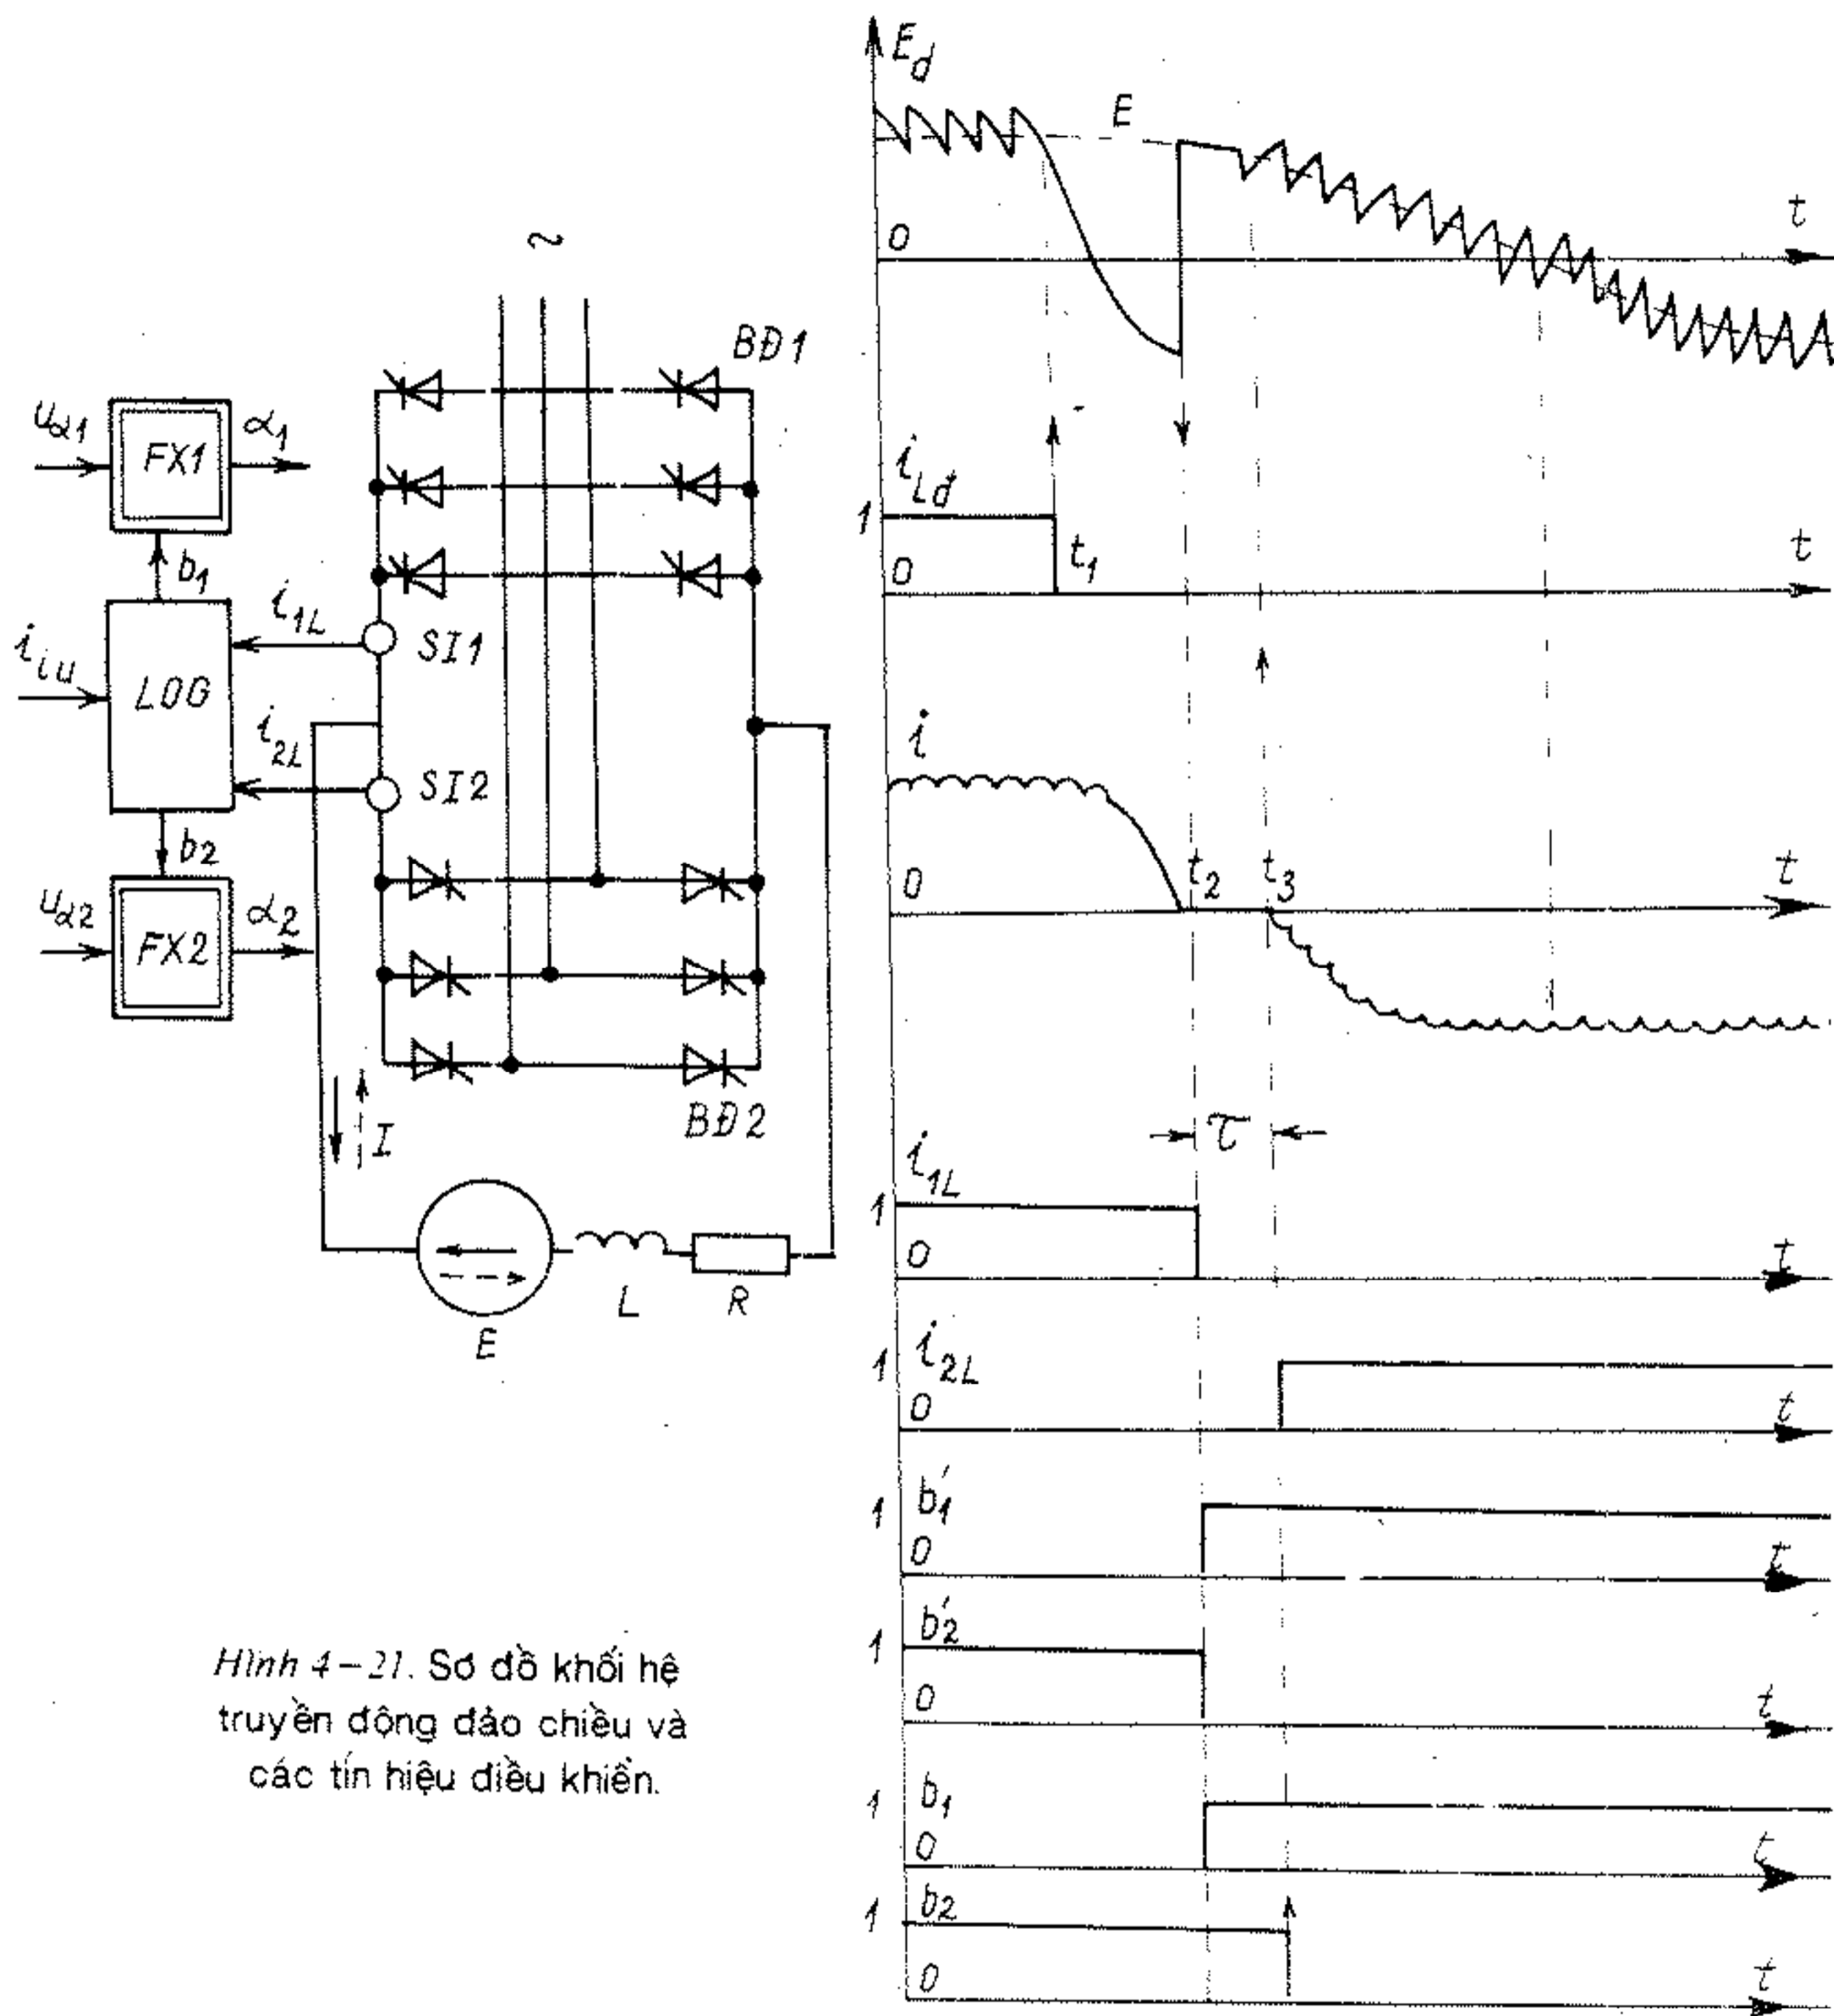 ~
BĐ1
u_α1
FX1
α_1
b_1
i_1L
SI1
i_iu
LOG
i_2L
SI2
b_2
u_α2
FX2
α_2
BĐ2
I
L
R
E
Hình 4-21. Sơ đồ khối hệ
truyền động đảo chiều và
các tín hiệu điều khiển.
E_d
E
0
t
i_Lđ
1
0
t_1
t
i
0
t_2
t_3
t
τ
i_1L
1
0
t
i_2L
1
0
t
b'_1
1
0
t
b'_2
1
0
t
b_1
1
0
t
b_2
1
0
t